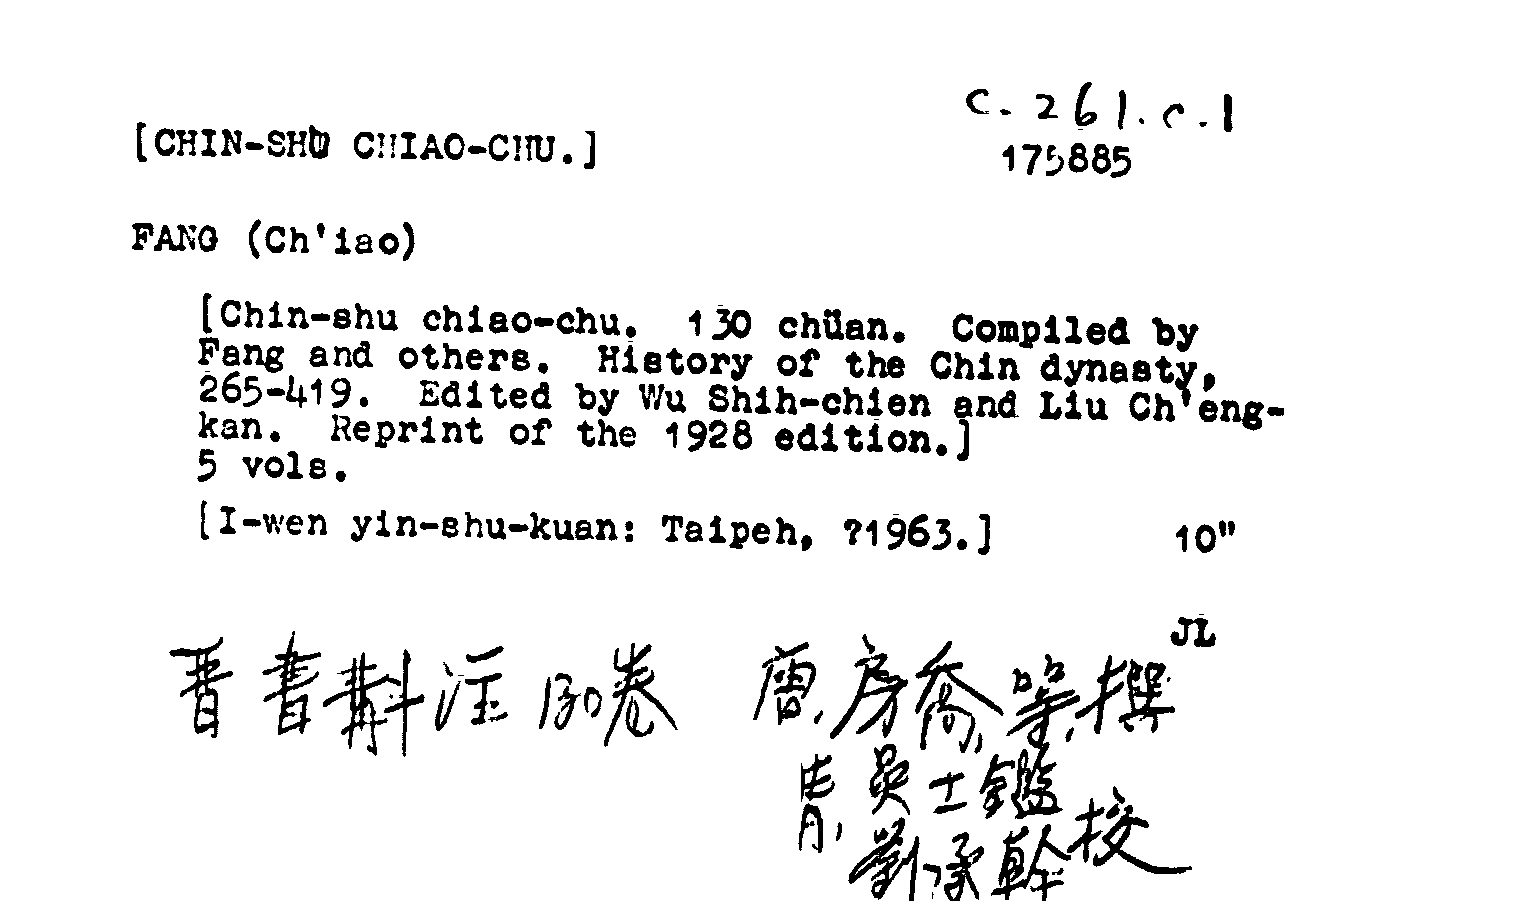 C. 261. c. 1
[CHIN-SHU CHIAO-CHU.]
175885
FANG (Ch'iao)
[Chin-shu chiao-chu. 130 chüan. Compiled by
Fang and others. History of the Chin dynasty,
265-419. Edited by Wu Shih-chien and Liu Ch'eng-
kan. Reprint of the 1928 edition.]
5 vols.
[I-wen yin-shu-kuan: Taipeh, ?1963.] 10"
JL
晋書斠注 130卷 唐,房喬,等,撰
清,吳士鑑
劉承幹校